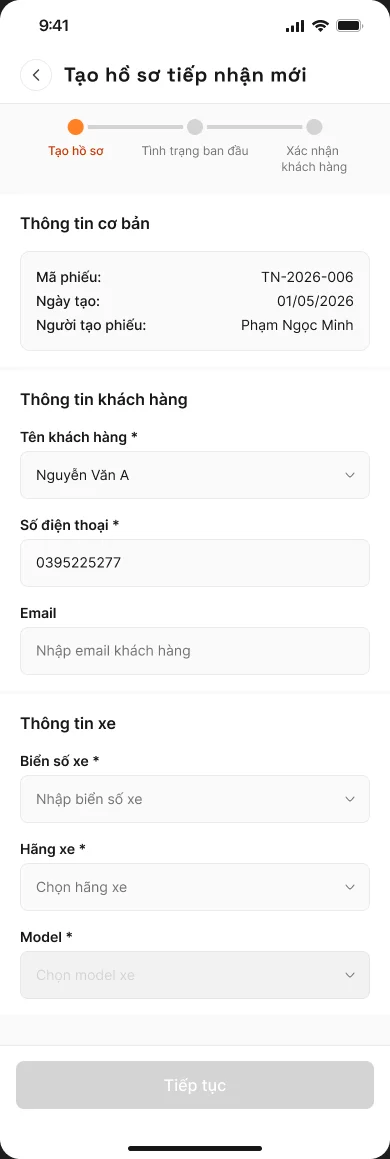 9:41
Tạo hồ sơ tiếp nhận mới
Tạo hồ sơ
Tình trạng ban đầu
Xác nhận
khách hàng
Thông tin cơ bản
Mã phiếu: TN-2026-006
Ngày tạo: 01/05/2026
Người tạo phiếu: Phạm Ngọc Minh
Thông tin khách hàng
Tên khách hàng *
Nguyễn Văn A
Số điện thoại *
0395225277
Email
Nhập email khách hàng
Thông tin xe
Biển số xe *
Nhập biển số xe
Hãng xe *
Chọn hãng xe
Model *
Chọn model xe
Tiếp tục